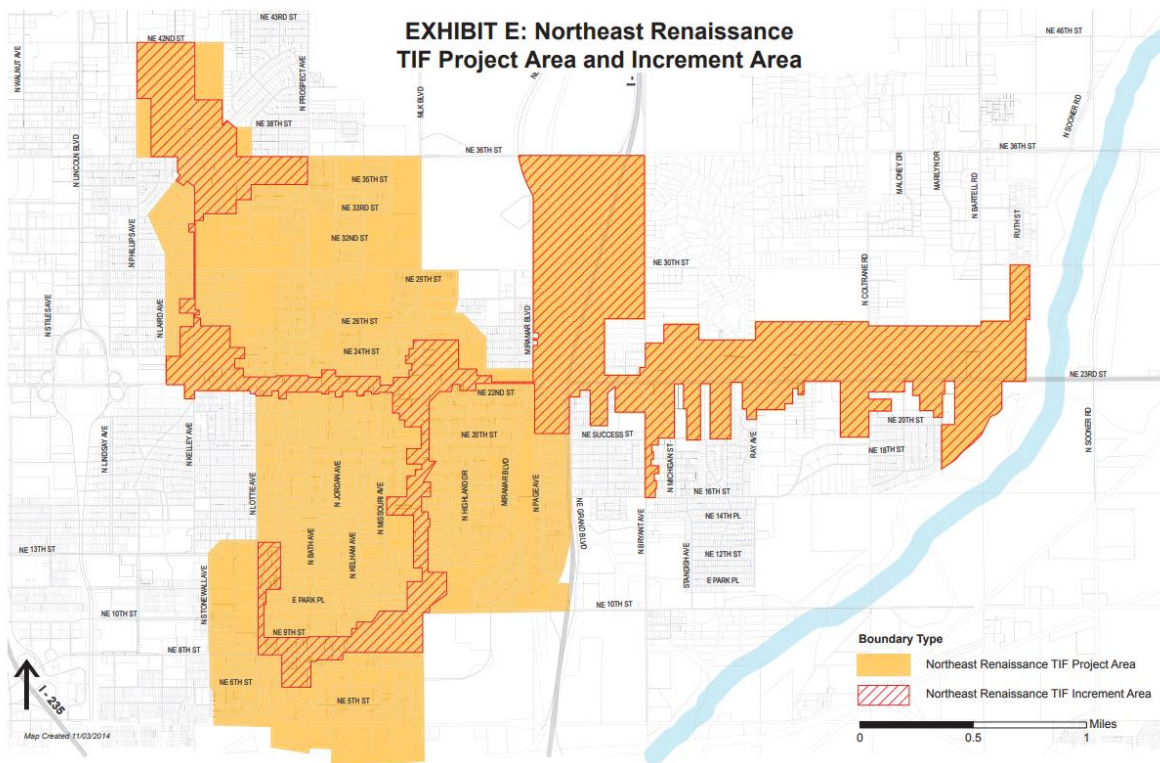 EXHIBIT E: Northeast Renaissance
TIF Project Area and Increment Area
NE 43RD ST
NE 42ND ST
NE 46TH ST
N WALNUT AVE
N PROSPECT AVE
N SOONER RD
N LINCOLN BLVD
NE 38TH ST
MLK BLVD
I -
NE 36TH ST
NE 36TH ST
NE 35TH ST
MALONEY DR
MARILYN DR
N BARTELL RD
NE 33RD ST
RUTH ST
N PHILLIPS AVE
NE 32ND ST
NE 30TH ST
NE 29TH ST
N COLTRANE RD
N STILES AVE
N LAIRD AVE
NE 26TH ST
MIRAMAR BLVD
NE 24TH ST
NE 23RD ST
NE 22ND ST
N LINDSAY AVE
N KELLEY AVE
NE 20TH ST
NE SUCCESS ST
NE 20TH ST
N SOONER RD
NE 18TH ST
N LOTTIE AVE
N JORDAN AVE
N MISSOURI AVE
N HIGHLAND DR
MIRAMAR BLVD
N PAGE AVE
N MICHIGAN ST
RAY AVE
NE 16TH ST
NE 14TH PL
NE GRAND BLVD
N BRYANT AVE
NE 13TH ST
N BATH AVE
N KELHAM AVE
STANDISH AVE
NE 12TH ST
E PARK PL
N STONEWALL AVE
E PARK PL
NE 10TH ST
NE 10TH ST
NE 9TH ST
NE 8TH ST
NE 6TH ST
NE 5TH ST
I - 235
Boundary Type
Northeast Renaissance TIF Project Area
Northeast Renaissance TIF Increment Area
Miles
0 0.5 1
Map Created 11/03/2014